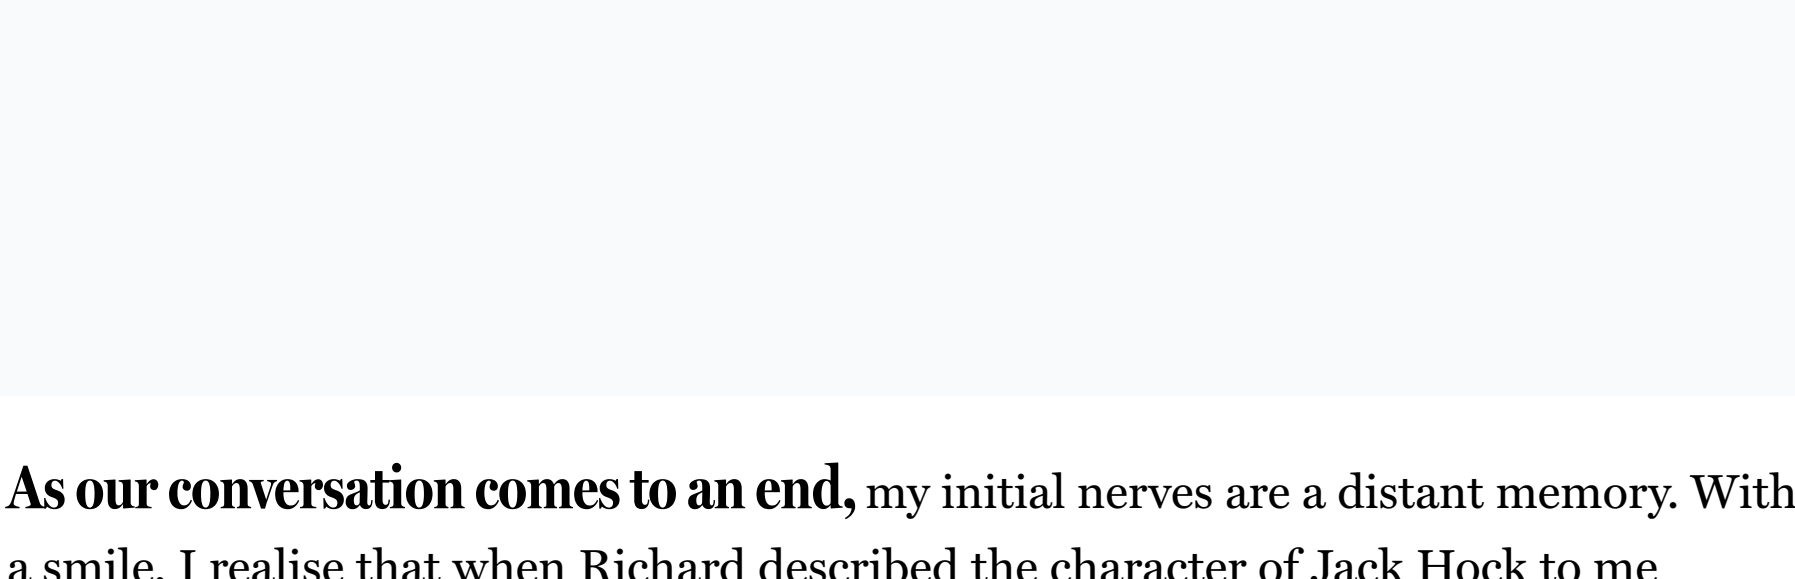 As our conversation comes to an end, my initial nerves are a distant memory. With
a smile, I realise that when Richard described the character of Jack Hock to me